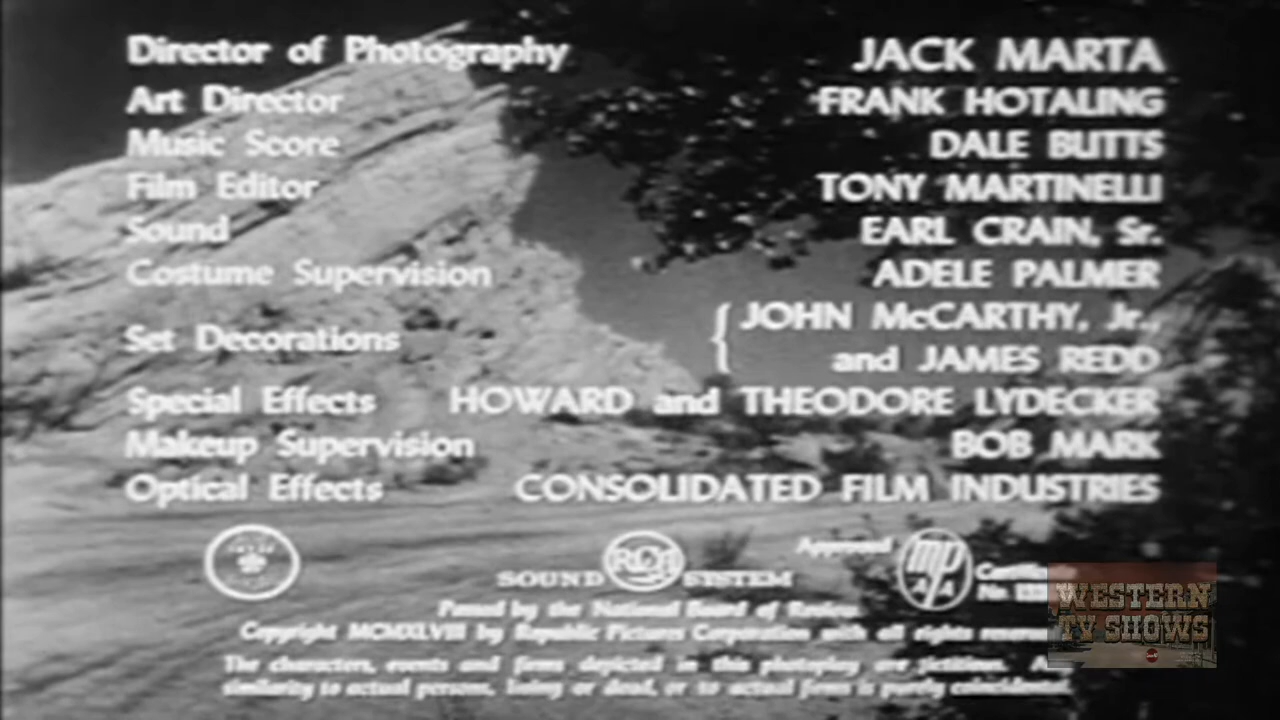 Director of Photography JACK MARTA
Art Director FRANK HOTALING
Music Score DALE BUTTS
Film Editor TONY MARTINELLI
Sound EARL CRAIN, Sr.
Costume Supervision ADELE PALMER
Set Decorations { JOHN McCARTHY, Jr.,
and JAMES REDD
Special Effects HOWARD and THEODORE LYDECKER
Makeup Supervision BOB MARK
Optical Effects CONSOLIDATED FILM INDUSTRIES
Approved
RCA
SOUND SYSTEM
MPAA
No.
Passed by the National Board of Review
Copyright MCMXLVIII by Republic Pictures Corporation with all rights
The characters, events and firms depicted in this photoplay are fictitious.
similarity to actual persons, living or dead, or to actual firms is purely coincidental.
WESTERN
TV SHOWS